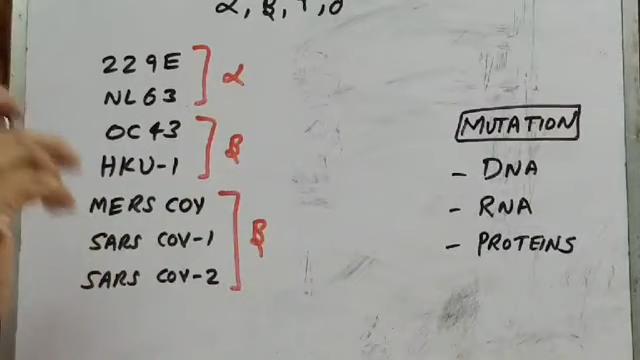 α, β, γ, δ
229E
NL63
α
OC43
HKU-1
β
MERS COV
SARS COV-1
SARS COV-2
β
MUTATION
- DNA
- RNA
- PROTEINS